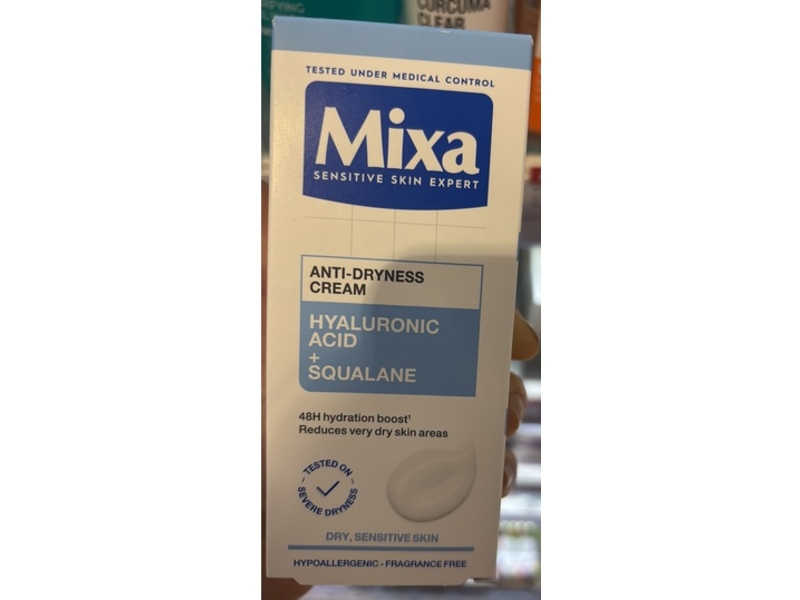 CURCUMA
CLEAR
TESTED UNDER MEDICAL CONTROL
Mixa
SENSITIVE SKIN EXPERT
ANTI-DRYNESS
CREAM
HYALURONIC
ACID
+
SQUALANE
48H hydration boost¹
Reduces very dry skin areas
TESTED ON
SEVERE DRYNESS
DRY, SENSITIVE SKIN
HYPOALLERGENIC - FRAGRANCE FREE